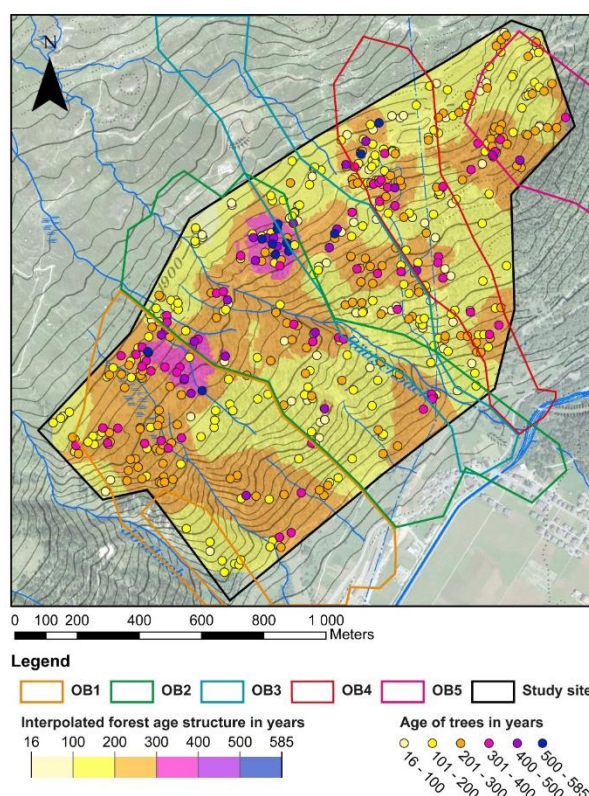 N
1900
0 100 200 400 600 800 1 000
Meters
Legend
OB1 OB2 OB3 OB4 OB5 Study site
Interpolated forest age structure in years
16 100 200 300 400 500 585
Age of trees in years
16 - 100 101 - 200 201 - 300 301 - 400 400 - 500 500 - 585